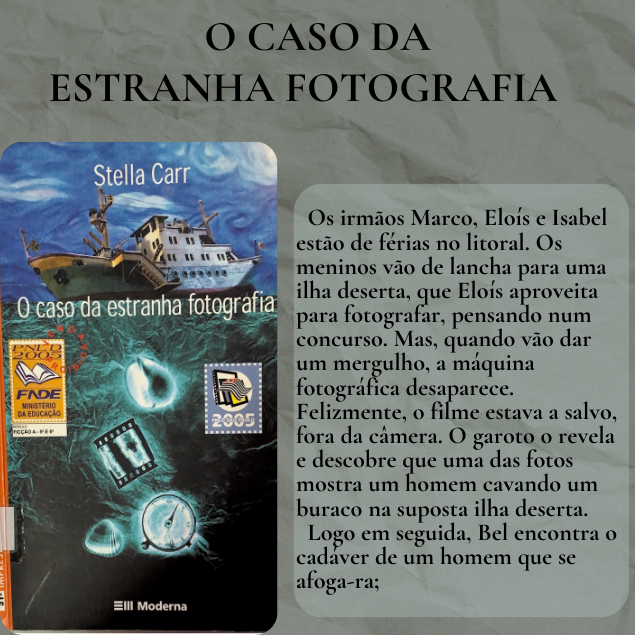 O CASO DA
ESTRANHA FOTOGRAFIA
Stella Carr
O caso da estranha fotografia
PNLD
2005
FNDE
MINISTÉRIO
DA EDUCAÇÃO
FICÇÃO A - 5ª E 6ª
2005
Moderna
Os irmãos Marco, Eloís e Isabel
estão de férias no litoral. Os
meninos vão de lancha para uma
ilha deserta, que Eloís aproveita
para fotografar, pensando num
concurso. Mas, quando vão dar
um mergulho, a máquina
fotográfica desaparece.
Felizmente, o filme estava a salvo,
fora da câmera. O garoto o revela
e descobre que uma das fotos
mostra um homem cavando um
buraco na suposta ilha deserta.
Logo em seguida, Bel encontra o
cadáver de um homem que se
afoga-ra;